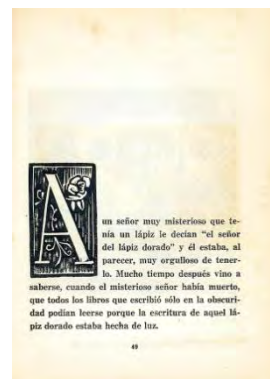 A
un señor muy misterioso que te-
nía un lápiz le decían "el señor
del lápiz dorado" y él estaba, al
parecer, muy orgulloso de tener-
lo. Mucho tiempo después vino a
saberse, cuando el misterioso señor había muerto,
que todos los libros que escribió sólo en la obscuri-
dad podían leerse porque la escritura de aquel lá-
piz dorado estaba hecha de luz.
49